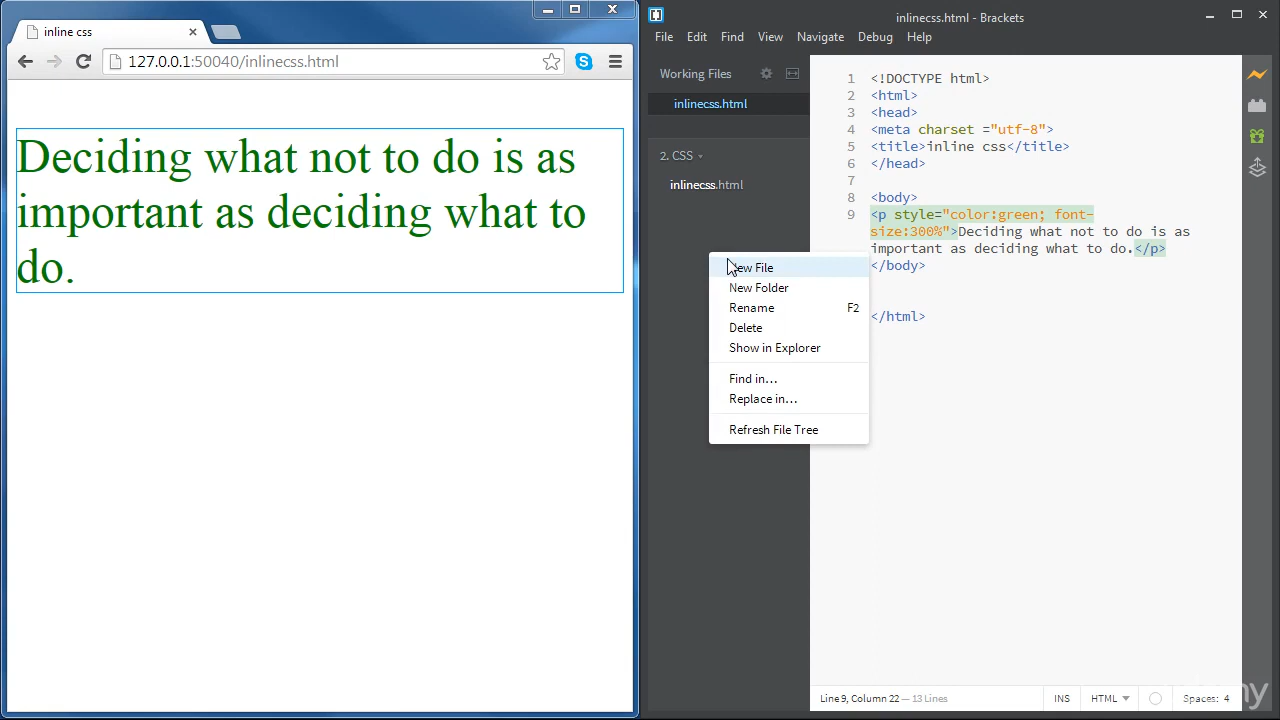 inline css
127.0.0.1:50040/inlinecss.html
Deciding what not to do is as
important as deciding what to
do.
inlinecss.html - Brackets
File Edit Find View Navigate Debug Help
Working Files
inlinecss.html
2. CSS
inlinecss.html
New File
New Folder
Rename F2
Delete
Show in Explorer
Find in...
Replace in...
Refresh File Tree
1 <!DOCTYPE html>
2 <html>
3 <head>
4 <meta charset ="utf-8">
5 <title>inline css</title>
6 </head>
7
8 <body>
9 <p style="color:green; font-
size:300%">Deciding what not to do is as
important as deciding what to do.</p>
</body>
</html>
Line 9, Column 22 — 13 Lines
INS HTML Spaces: 4